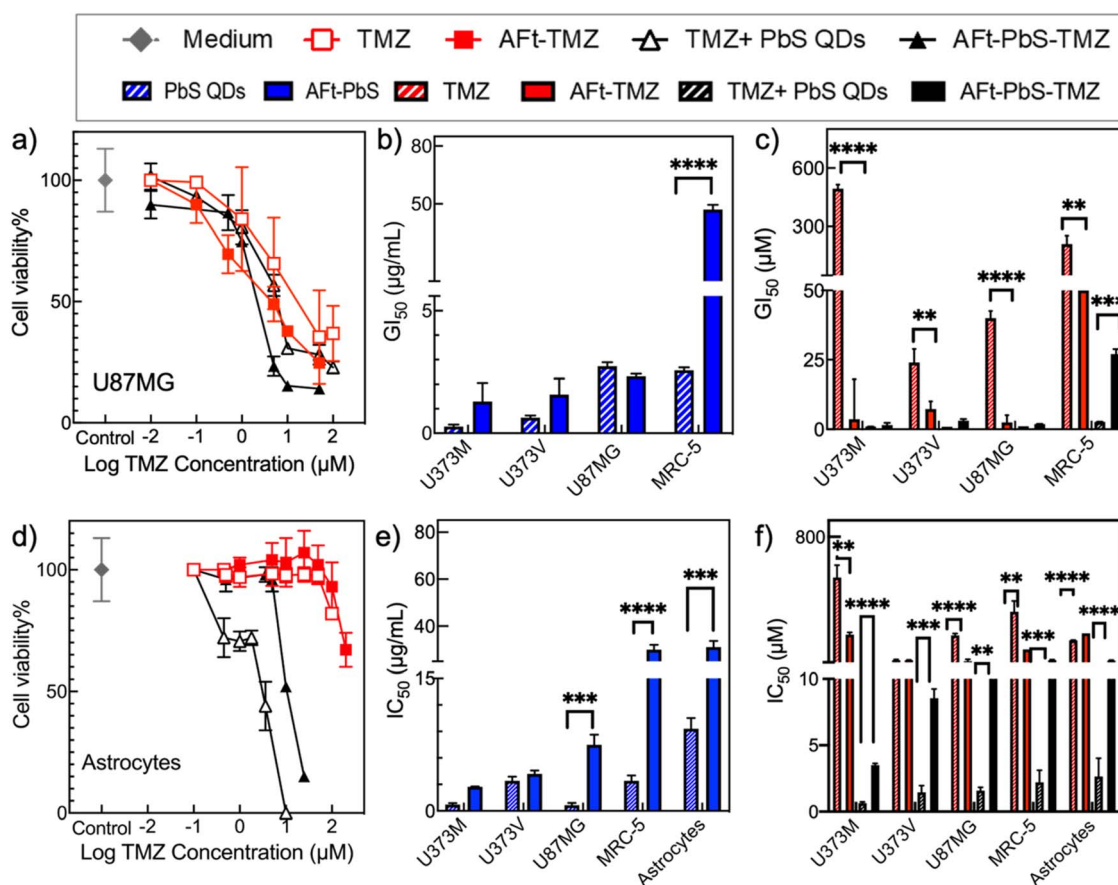 Medium TMZ AFt-TMZ TMZ+ PbS QDs AFt-PbS-TMZ
PbS QDs AFt-PbS TMZ AFt-TMZ TMZ+ PbS QDs AFt-PbS-TMZ
a)
Cell viability%
100
50
0
U87MG
Control -2 -1 0 1 2
Log TMZ Concentration (µM)
b)
GI50 (µg/mL)
80
50
5
0
****
U373M U373V U87MG MRC-5
c)
GI50 (µM)
600
300
50
25
0
**** ** **** ** ***
U373M U373V U87MG MRC-5
d)
Cell viability%
100
50
0
Astrocytes
Control -2 -1 0 1 2
Log TMZ Concentration (µM)
e)
IC50 (µg/mL)
80
60
30
15
0
*** **** ***
U373M U373V U87MG MRC-5 Astrocytes
f)
IC50 (µM)
800
10
5
0
** **** *** **** ** ** *** **** ****
U373M U373V U87MG MRC-5 Astrocytes